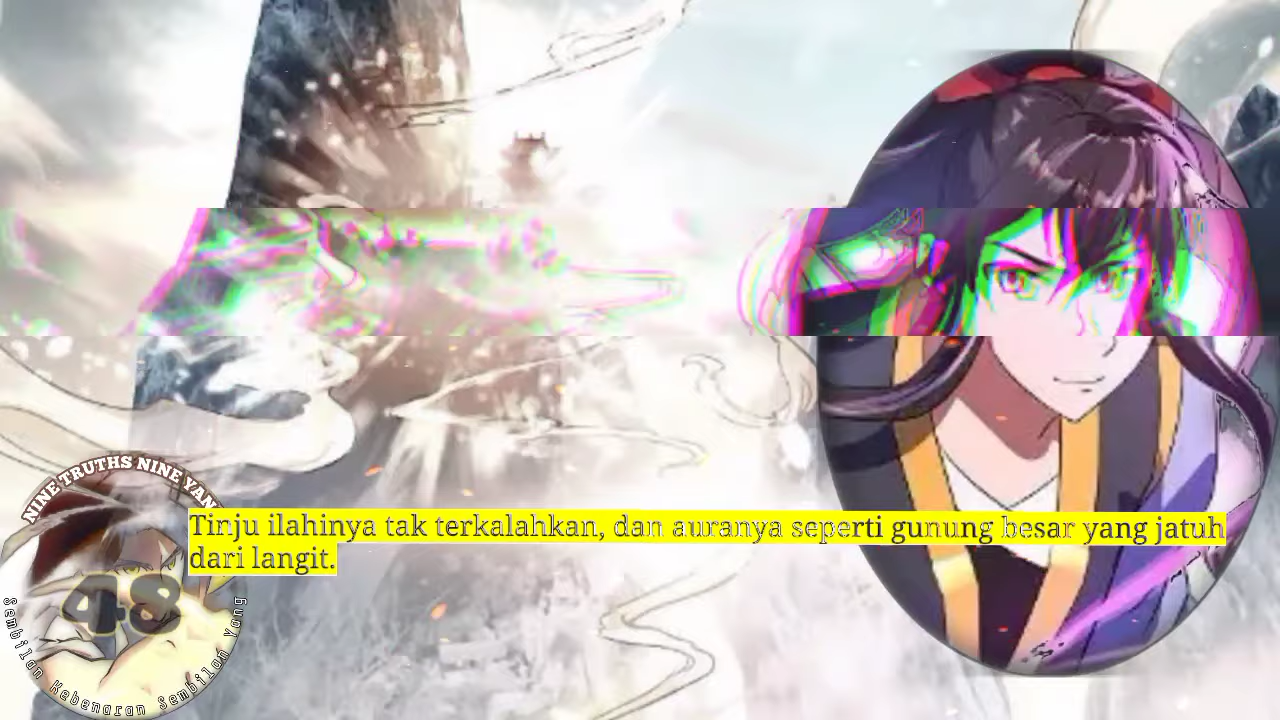 NINE TRUTHS NINE YANG
Tinju ilahinya tak terkalahkan, dan auranya seperti gunung besar yang jatuh
dari langit.
48
Sembilan Kebenaran Sembilan Yang